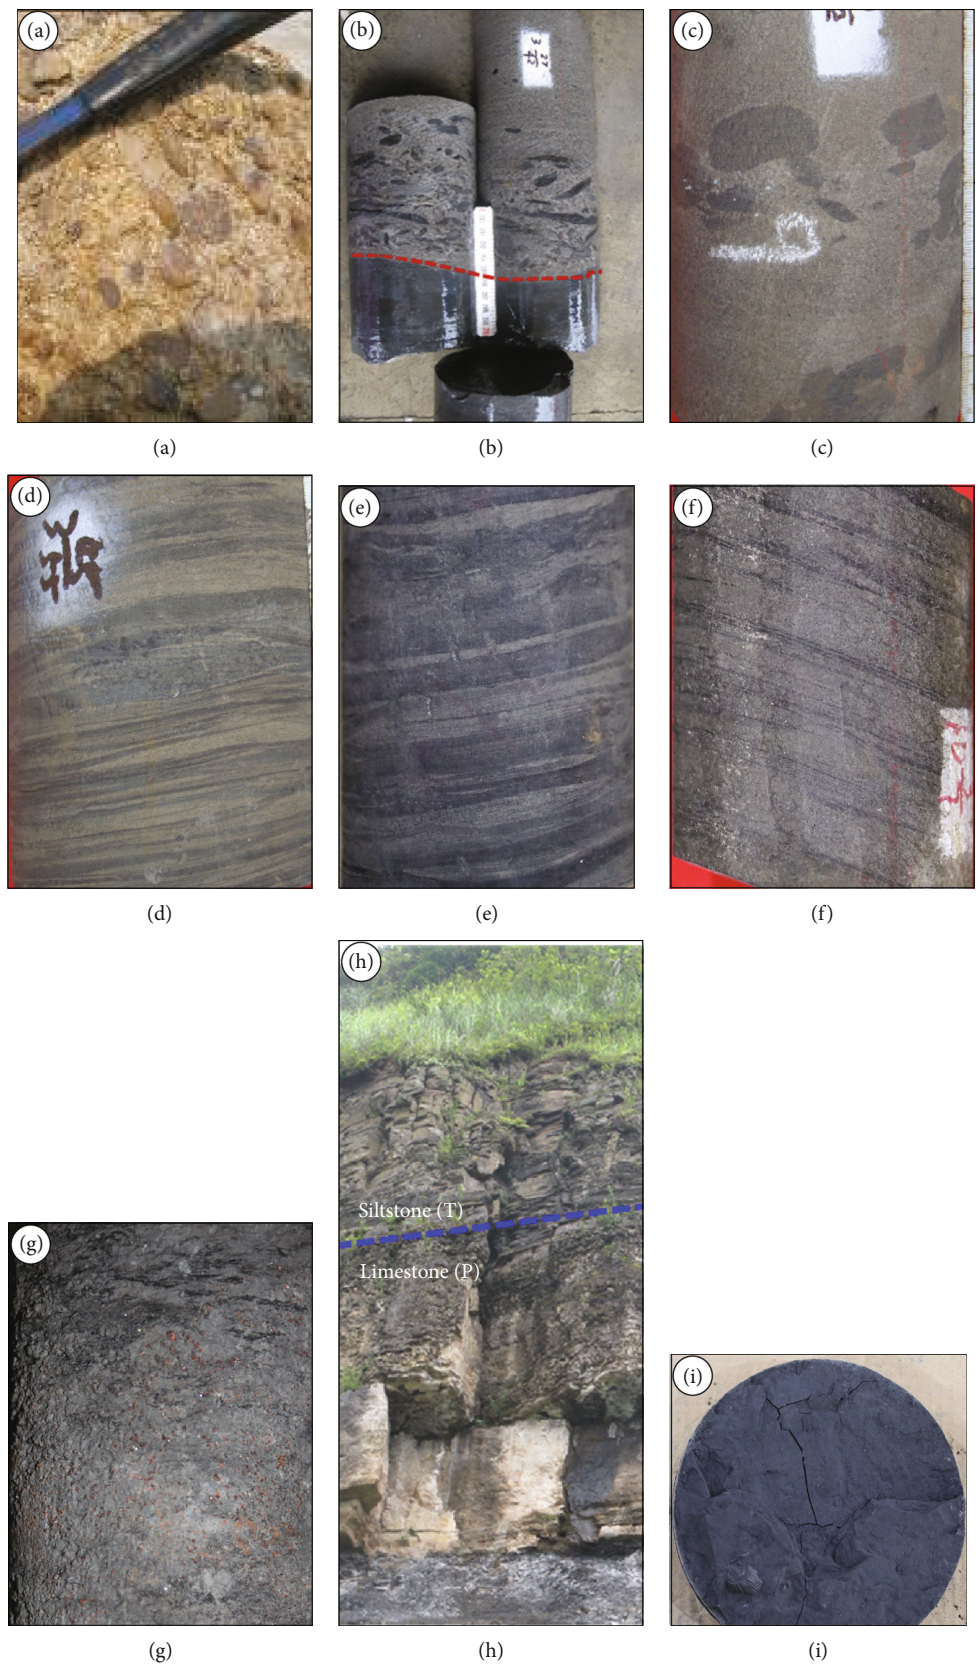 (a)
(b)
(c)
(a)
(b)
(c)
(d)
(e)
(f)
(d)
(e)
(f)
(h)
Siltstone (T)
Limestone (P)
(g)
(i)
(g)
(h)
(i)